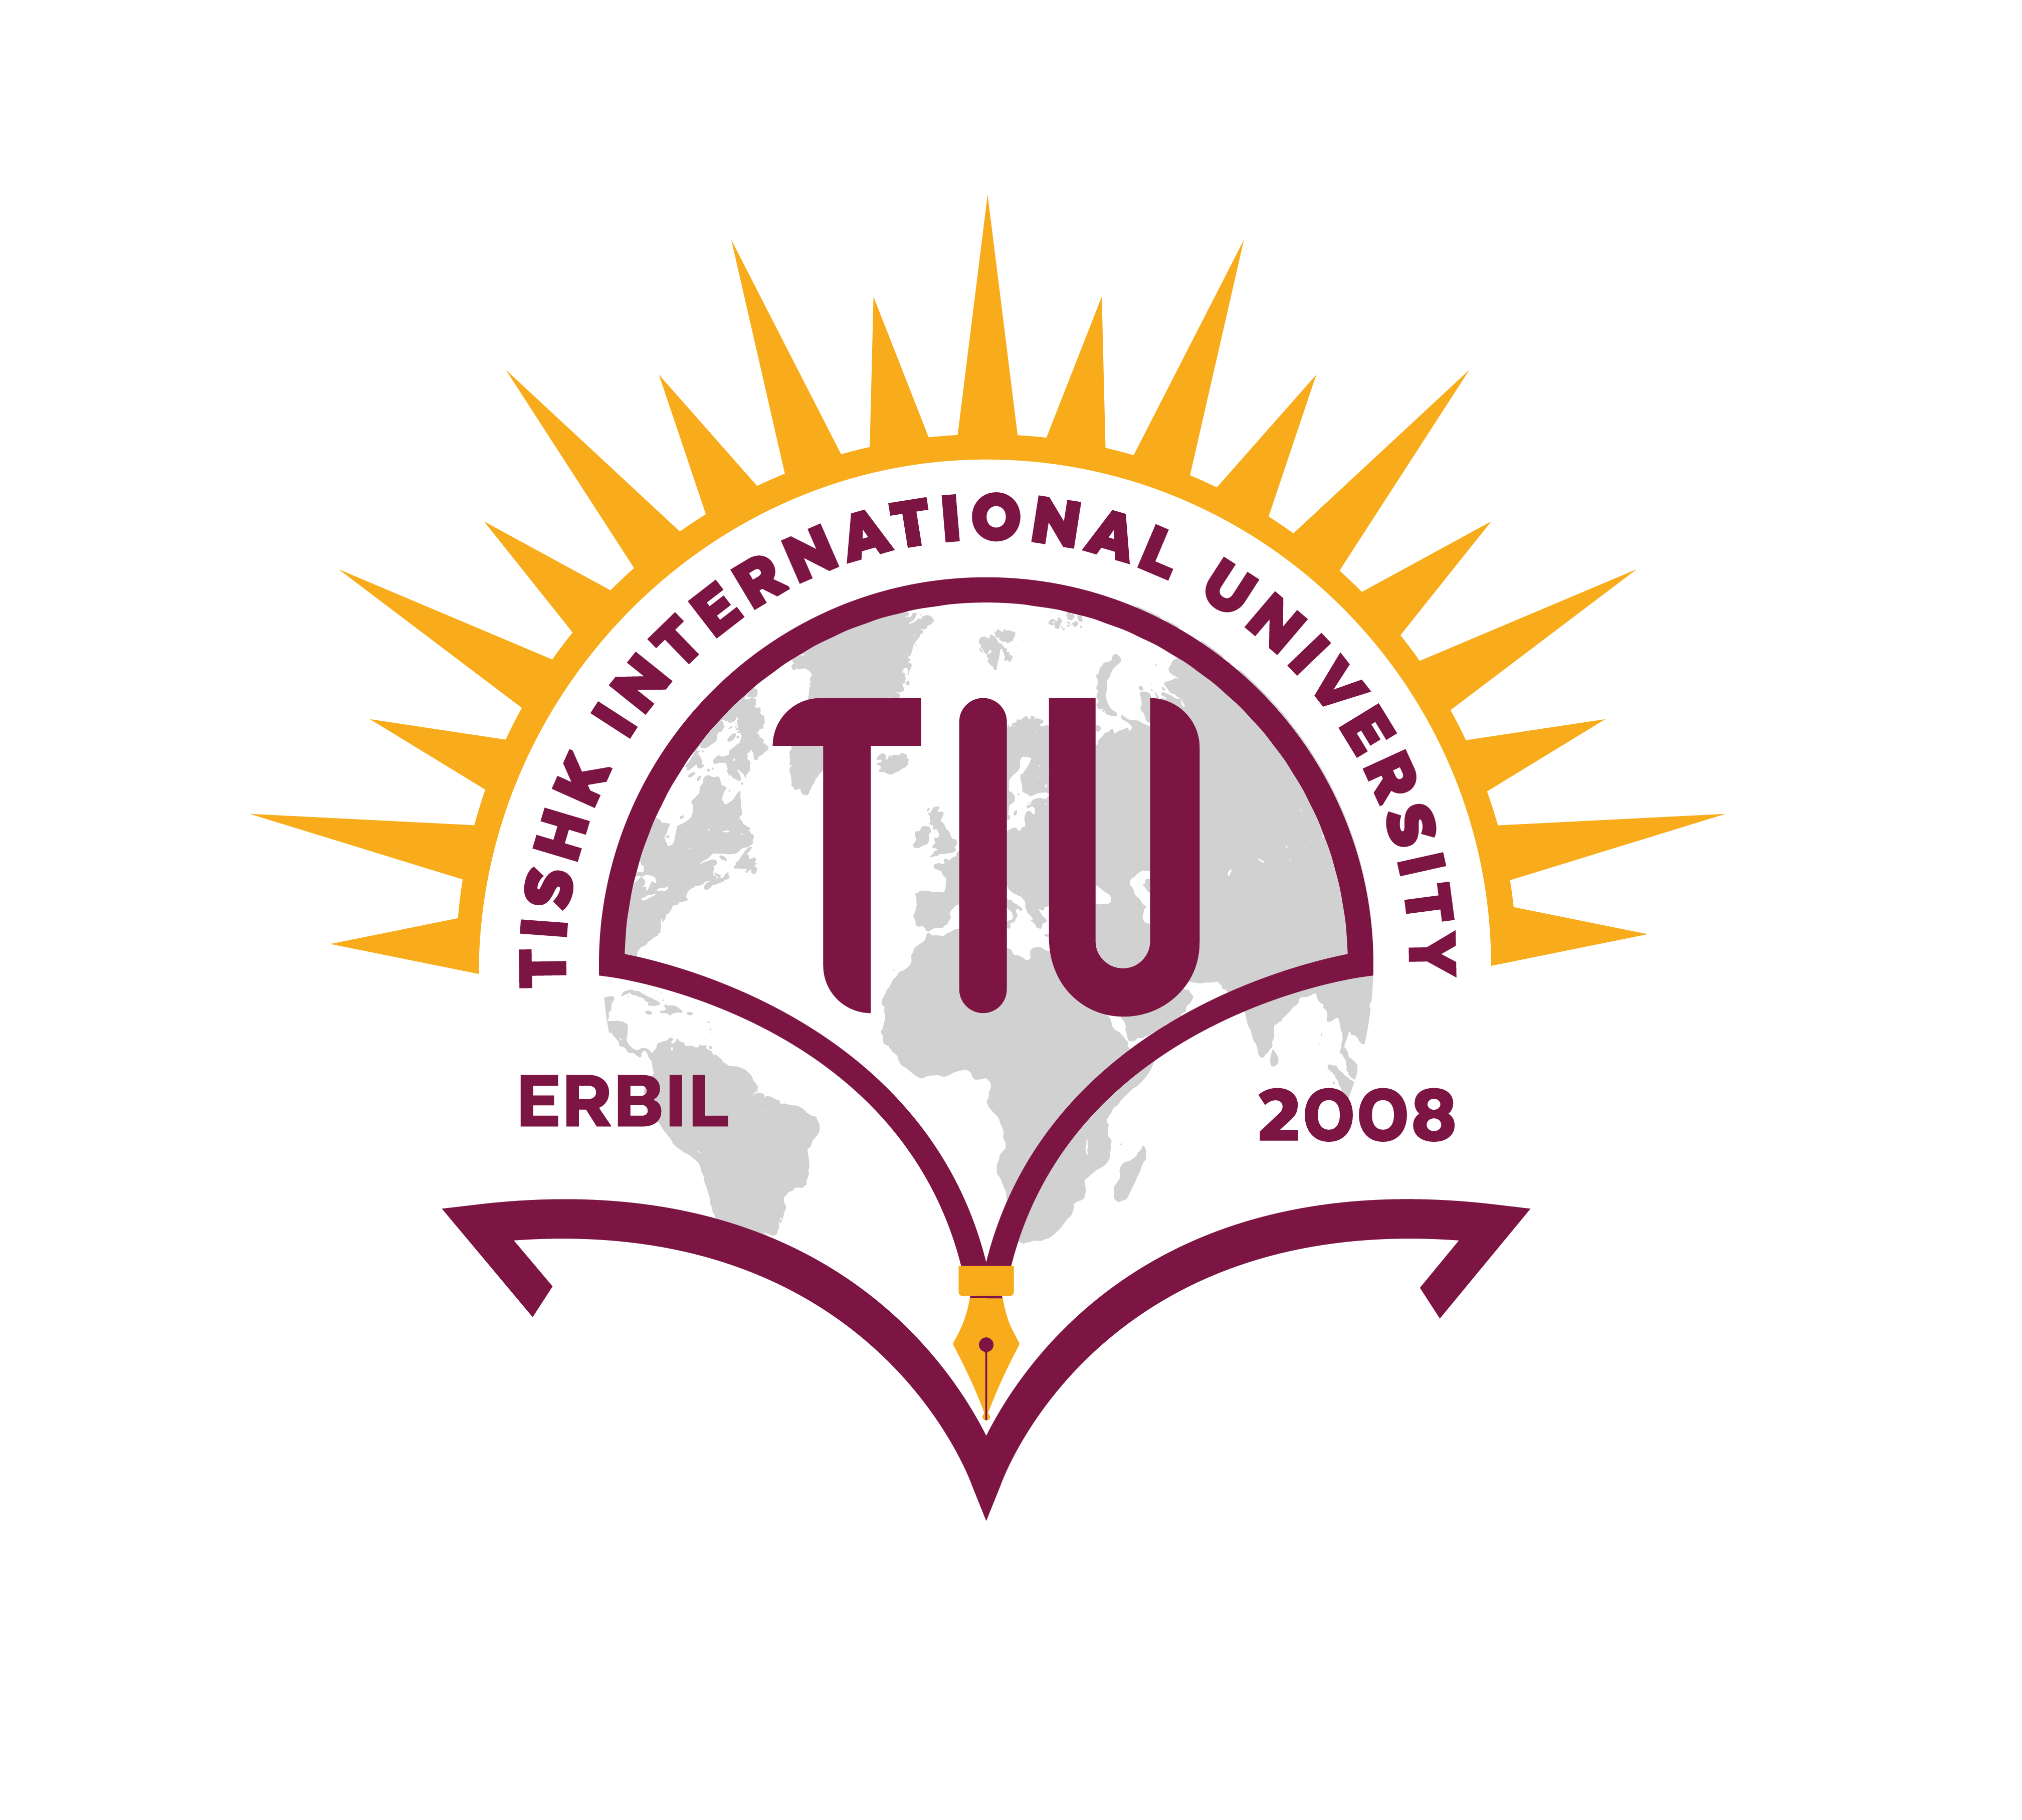 TISHK INTERNATIONAL UNIVERSITY
TIU
ERBIL
2008